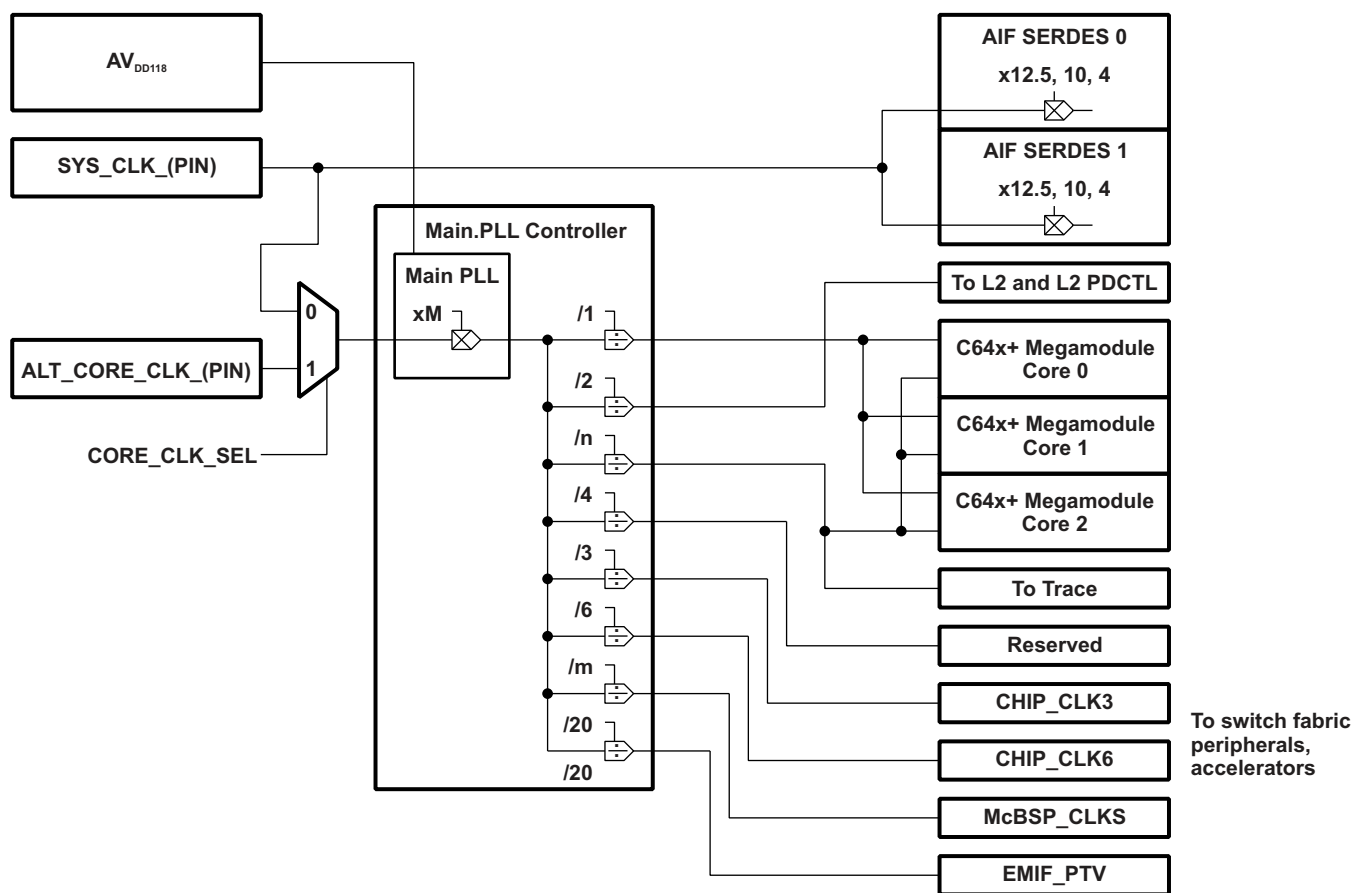 AVDD118
SYS_CLK_(PIN)
ALT_CORE_CLK_(PIN)
CORE_CLK_SEL
0
1
Main.PLL Controller
Main PLL
xM
/1
/2
/n
/4
/3
/6
/m
/20
/20
AIF SERDES 0
x12.5, 10, 4
AIF SERDES 1
x12.5, 10, 4
To L2 and L2 PDCTL
C64x+ Megamodule
Core 0
C64x+ Megamodule
Core 1
C64x+ Megamodule
Core 2
To Trace
Reserved
CHIP_CLK3
CHIP_CLK6
McBSP_CLKS
EMIF_PTV
To switch fabric
peripherals,
accelerators